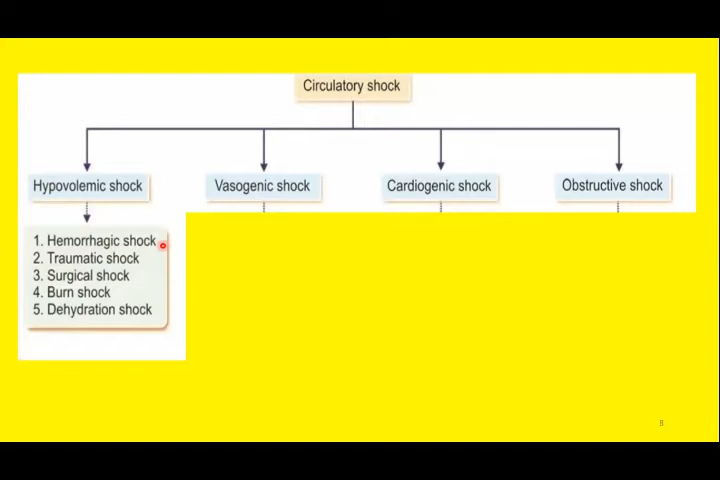 Circulatory shock
Hypovolemic shock
Vasogenic shock
Cardiogenic shock
Obstructive shock
1. Hemorrhagic shock
2. Traumatic shock
3. Surgical shock
4. Burn shock
5. Dehydration shock
8